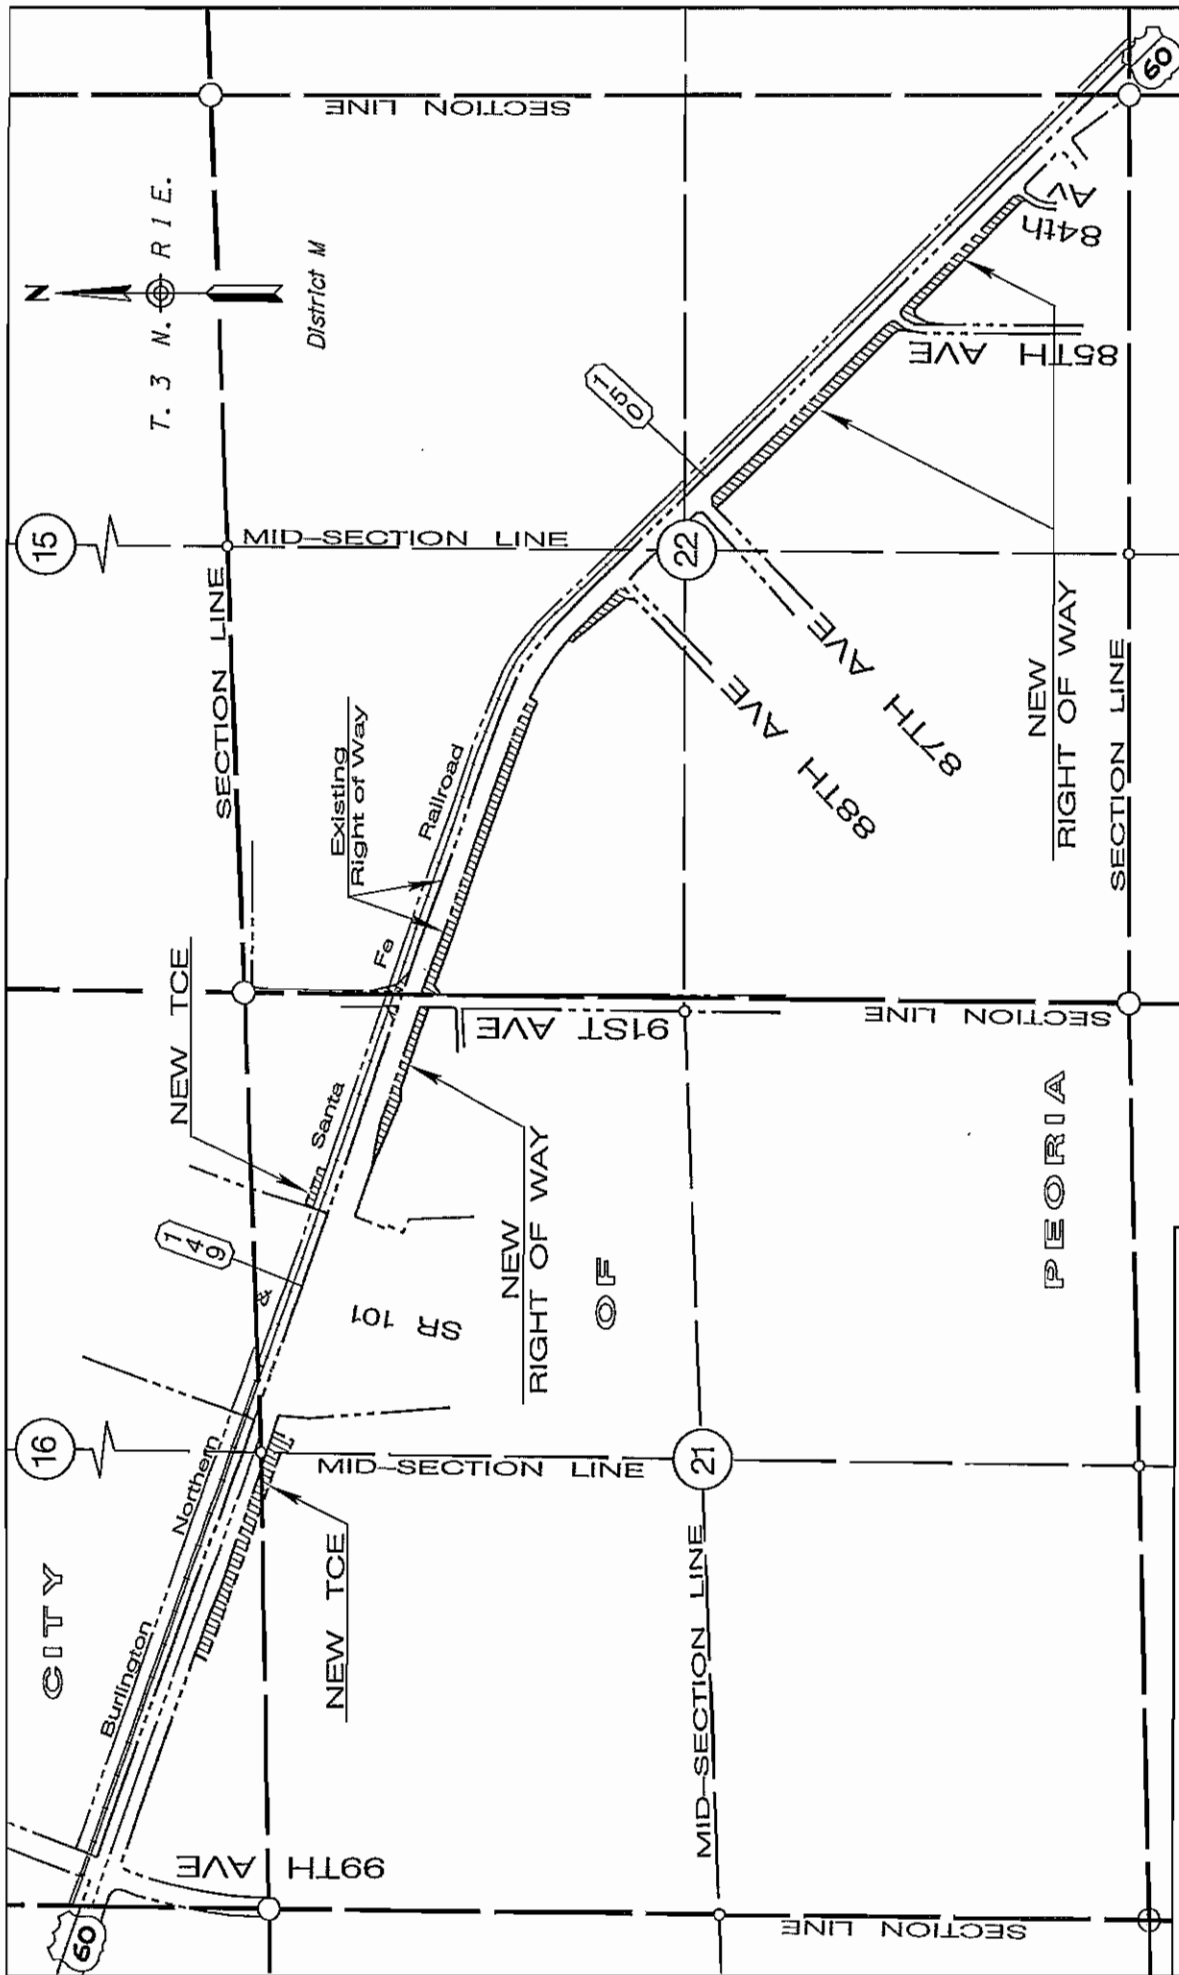 60
99TH AVE
SECTION LINE
CITY
Burlington
Northern
&
Santa
Fe
Railroad
NEW TCE
16
MID-SECTION LINE
21
MID-SECTION LINE
149
SR 101
NEW TCE
NEW
RIGHT OF WAY
OF
PEORIA
91ST AVE
SECTION LINE
SECTION LINE
Existing
Right of Way
15
MID-SECTION LINE
22
88TH AVE
87TH AVE
150
NEW
RIGHT OF WAY
SECTION LINE
85TH AVE
84th AV
N
T. 3 N. R 1 E.
District M
SECTION LINE
60